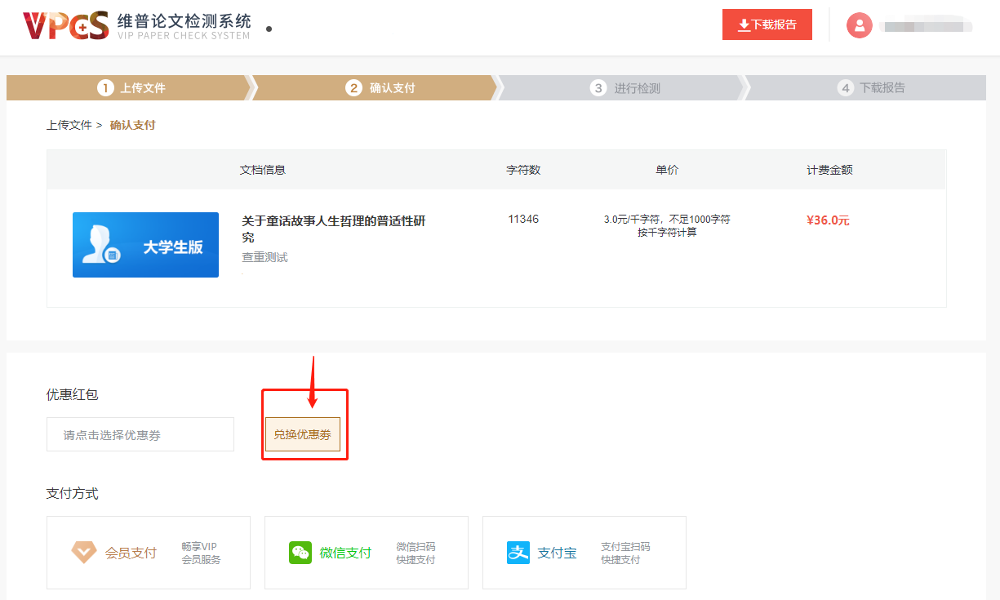 VPCS 维普论文检测系统
VIP PAPER CHECK SYSTEM
下载报告
1 上传文件
2 确认支付
3 进行检测
4 下载报告
上传文件 > 确认支付
文档信息 字符数 单价 计费金额
大学生版
关于童话故事人生哲理的普适性研
究
查重测试
11346
3.0元/千字符，不足1000字符
按千字符计算
¥36.0元
优惠红包
请点击选择优惠券
兑换优惠券
支付方式
会员支付
畅享VIP
会员服务
微信支付
微信扫码
快捷支付
支付宝
支付宝扫码
快捷支付